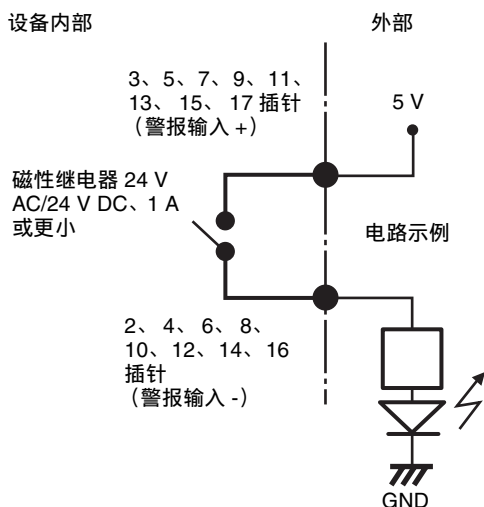 设备内部
外部
3、5、7、9、11、
13、15、17 插针
（警报输入 +）
5 V
磁性继电器 24 V
AC/24 V DC、1 A
或更小
电路示例
2、4、6、8、
10、12、14、16
插针
（警报输入 -）
GND